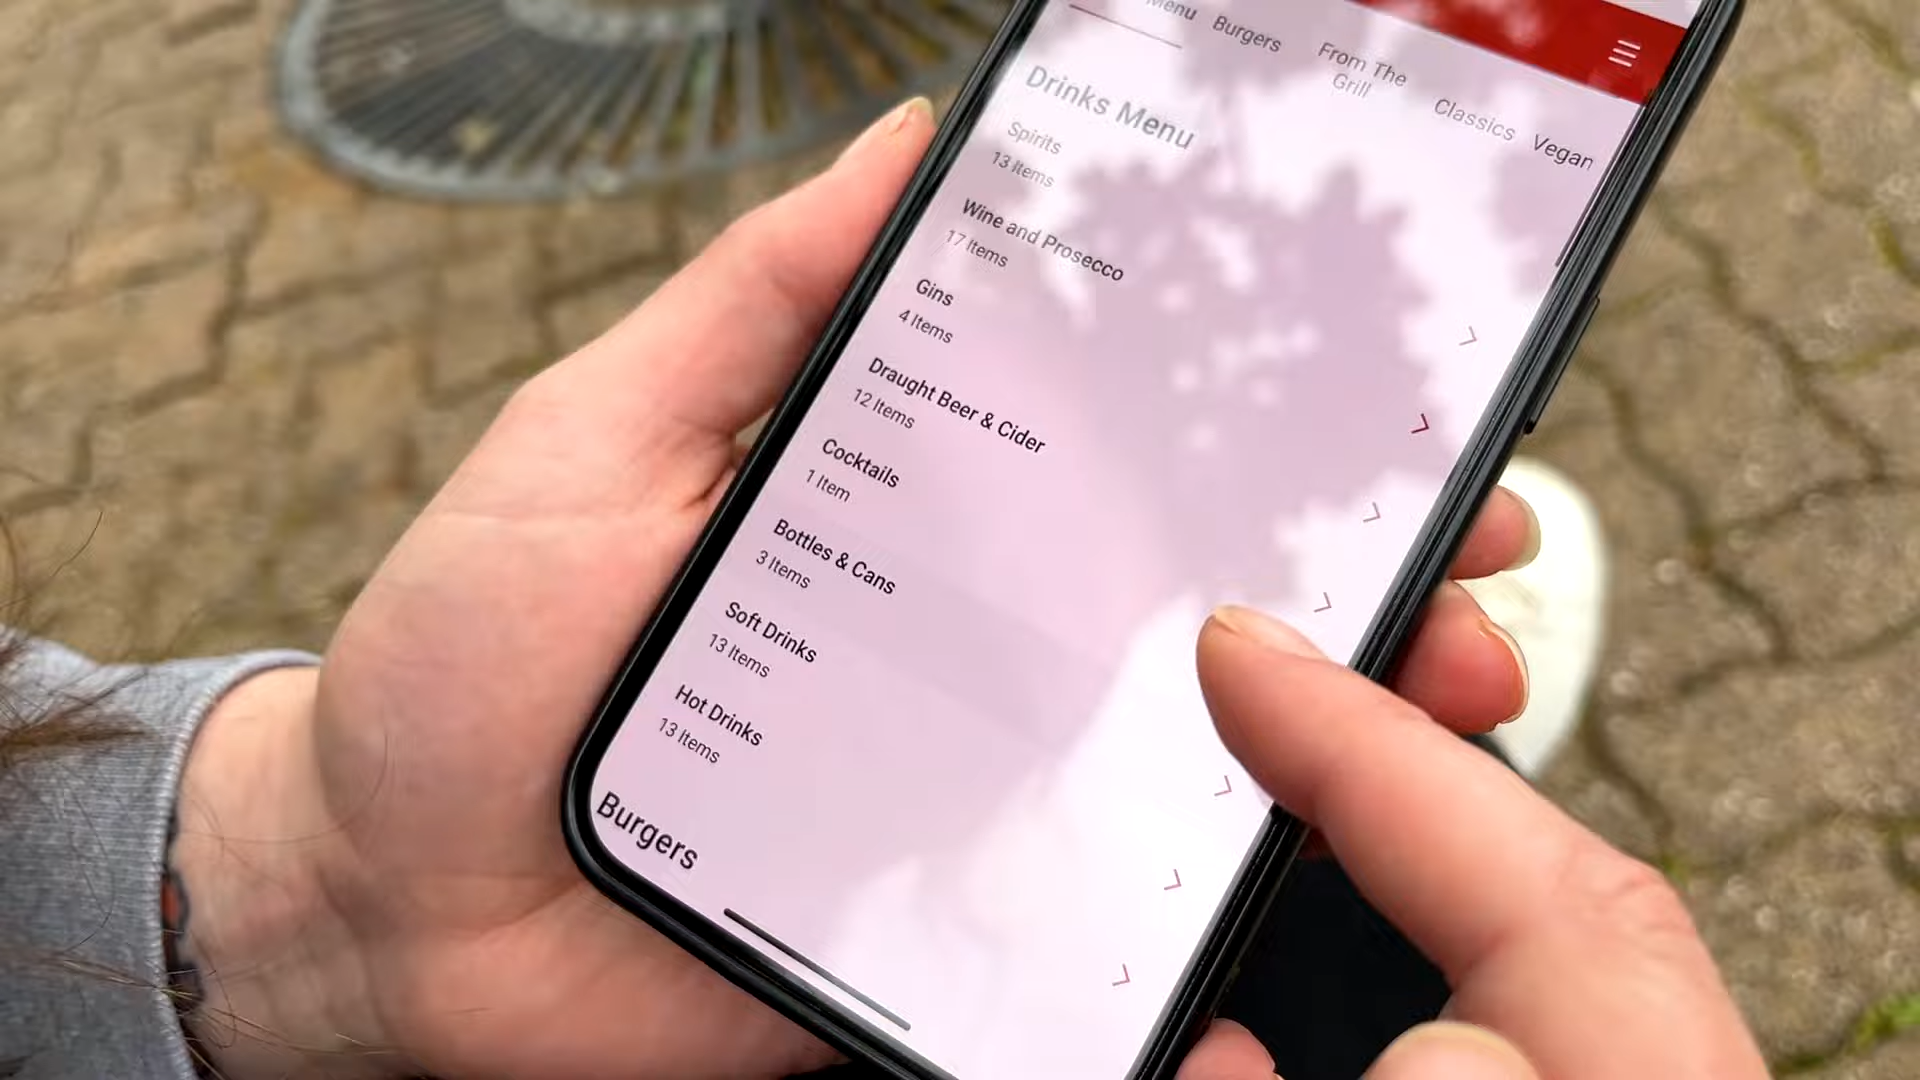 Menu
Burgers
From The
Grill
Classics
Vegan
Drinks Menu
Spirits
13 Items
Wine and Prosecco
17 Items
Gins
4 Items
Draught Beer & Cider
12 Items
Cocktails
1 Item
Bottles & Cans
3 Items
Soft Drinks
13 Items
Hot Drinks
13 Items
Burgers